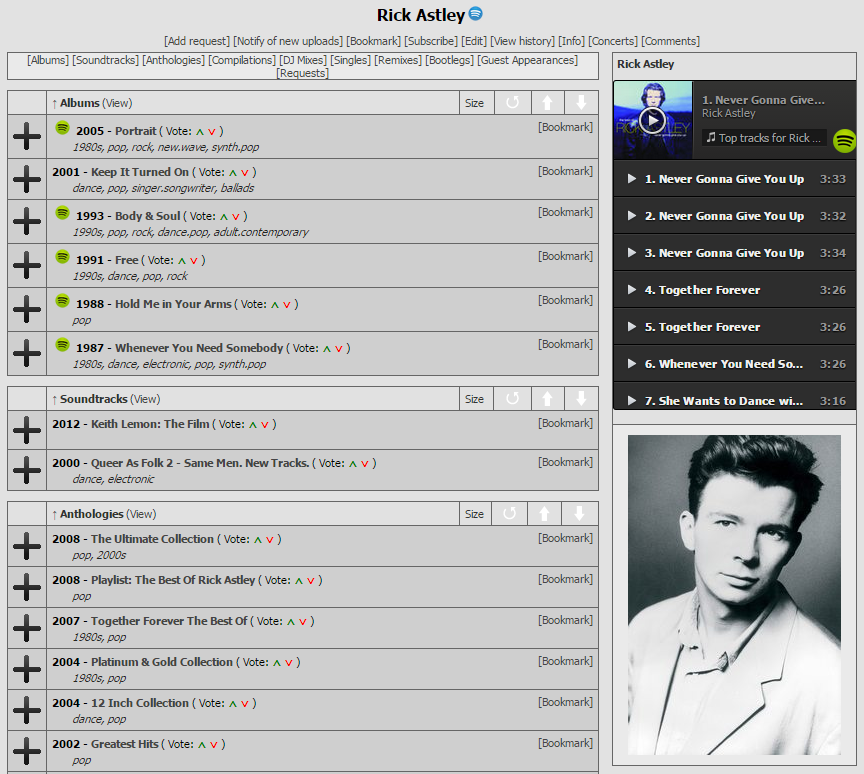 Rick Astley
[Add request] [Notify of new uploads] [Bookmark] [Subscribe] [Edit] [View history] [Info] [Concerts] [Comments]
[Albums] [Soundtracks] [Anthologies] [Compilations] [DJ Mixes] [Singles] [Remixes] [Bootlegs] [Guest Appearances]
[Requests]
↑ Albums (View) Size
2005 - Portrait ( Vote: ˄ ˅ ) [Bookmark]
1980s, pop, rock, new.wave, synth.pop
2001 - Keep It Turned On ( Vote: ˄ ˅ ) [Bookmark]
dance, pop, singer.songwriter, ballads
1993 - Body & Soul ( Vote: ˄ ˅ ) [Bookmark]
1990s, pop, rock, dance.pop, adult.contemporary
1991 - Free ( Vote: ˄ ˅ ) [Bookmark]
1990s, dance, pop, rock
1988 - Hold Me in Your Arms ( Vote: ˄ ˅ ) [Bookmark]
pop
1987 - Whenever You Need Somebody ( Vote: ˄ ˅ ) [Bookmark]
1980s, dance, electronic, pop, synth.pop
↑ Soundtracks (View) Size
2012 - Keith Lemon: The Film ( Vote: ˄ ˅ ) [Bookmark]
2000 - Queer As Folk 2 - Same Men. New Tracks. ( Vote: ˄ ˅ ) [Bookmark]
dance, electronic
↑ Anthologies (View) Size
2008 - The Ultimate Collection ( Vote: ˄ ˅ ) [Bookmark]
pop, 2000s
2008 - Playlist: The Best Of Rick Astley ( Vote: ˄ ˅ ) [Bookmark]
pop
2007 - Together Forever The Best Of ( Vote: ˄ ˅ ) [Bookmark]
1980s, pop
2004 - Platinum & Gold Collection ( Vote: ˄ ˅ ) [Bookmark]
1980s, pop
2004 - 12 Inch Collection ( Vote: ˄ ˅ ) [Bookmark]
dance, pop
2002 - Greatest Hits ( Vote: ˄ ˅ ) [Bookmark]
pop
Rick Astley
1. Never Gonna Give...
Rick Astley
Top tracks for Rick ...
RICK ASTLEY
1. Never Gonna Give You Up 3:33
2. Never Gonna Give You Up 3:32
3. Never Gonna Give You Up 3:34
4. Together Forever 3:26
5. Together Forever 3:26
6. Whenever You Need So... 3:26
7. She Wants to Dance wi... 3:16